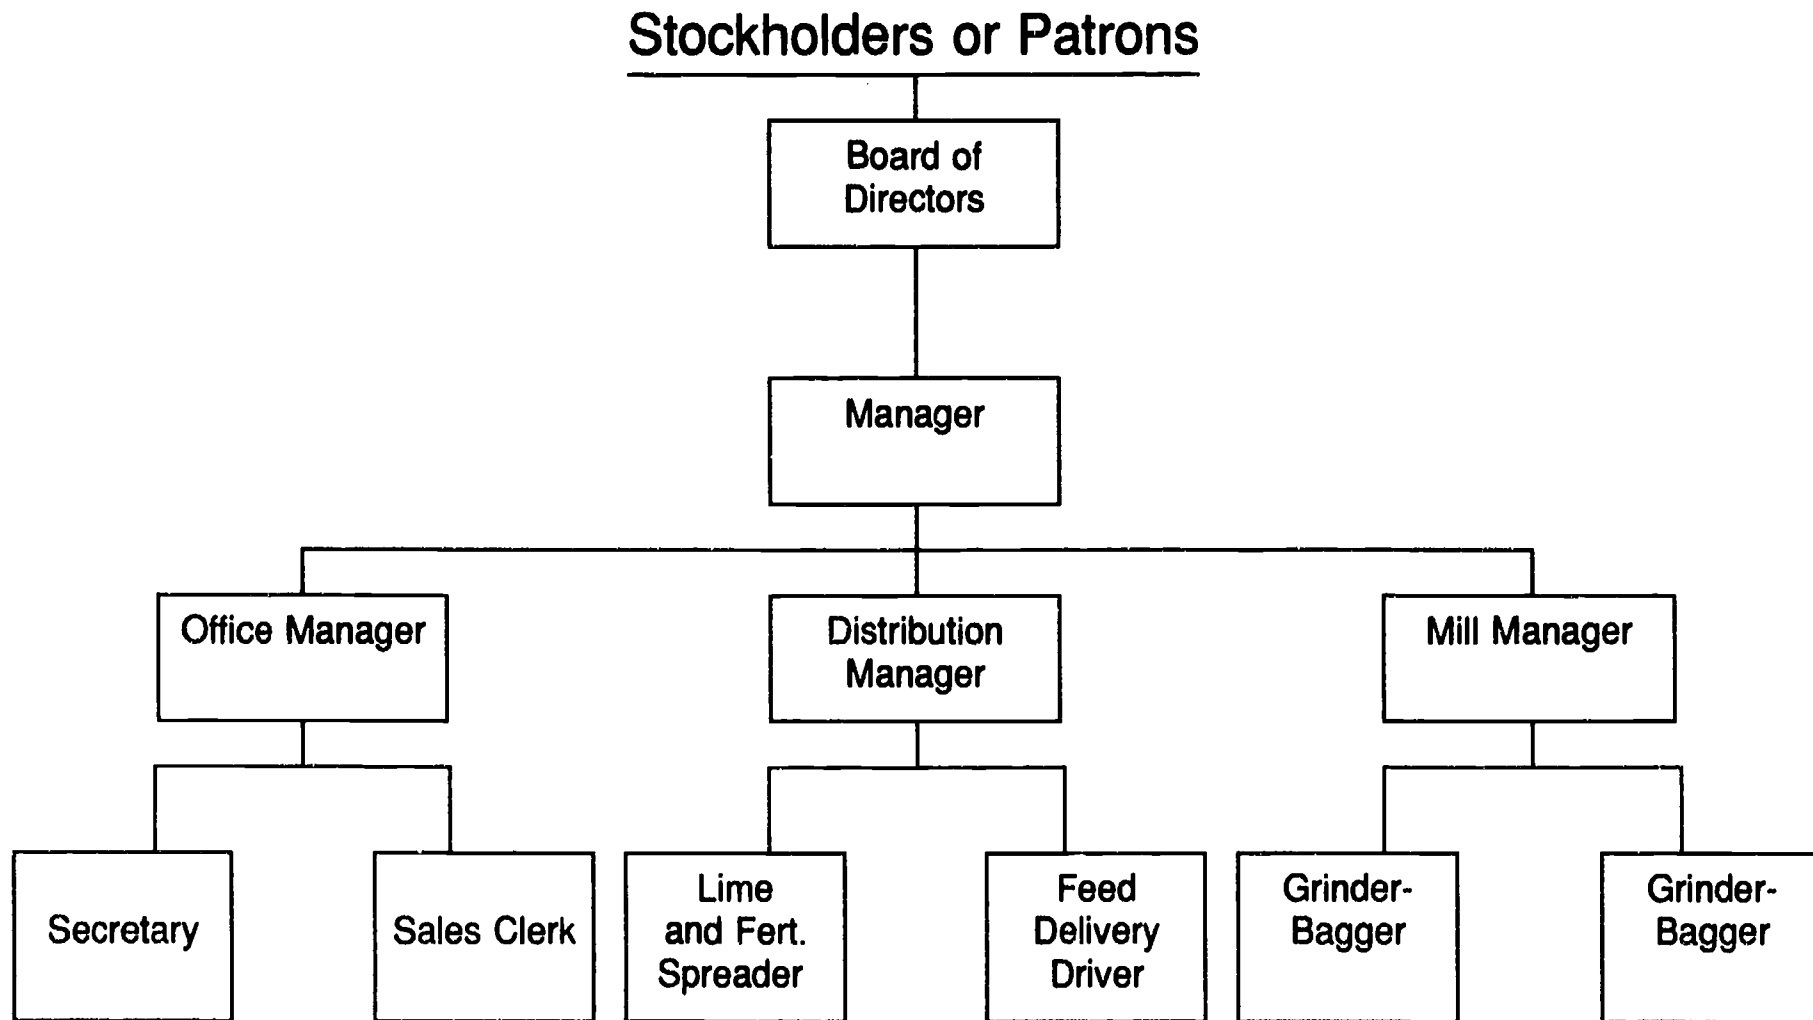 Stockholders or Patrons
Board of
Directors
Manager
Office Manager
Distribution
Manager
Mill Manager
Secretary
Sales Clerk
Lime
and Fert.
Spreader
Feed
Delivery
Driver
Grinder-
Bagger
Grinder-
Bagger